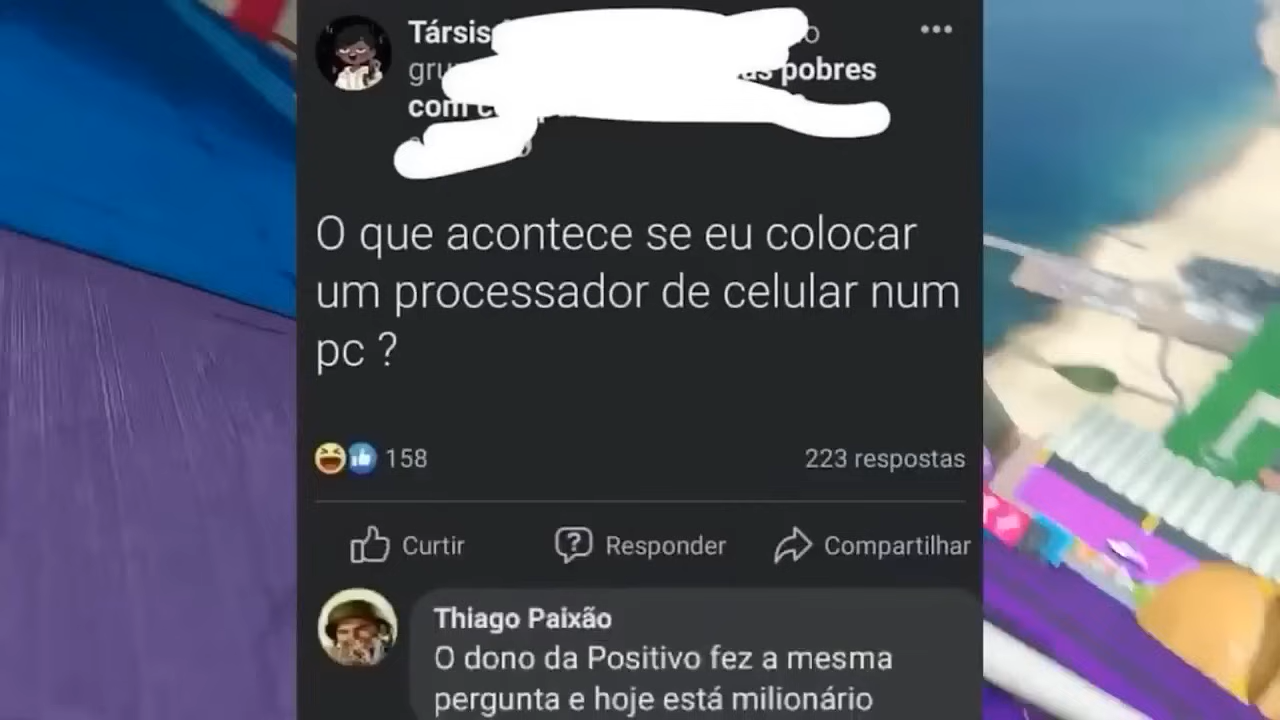 Társis
gru
pobres
com
O que acontece se eu colocar
um processador de celular num
pc ?
158
223 respostas
Curtir
Responder
Compartilhar
Thiago Paixão
O dono da Positivo fez a mesma
pergunta e hoje está milionário